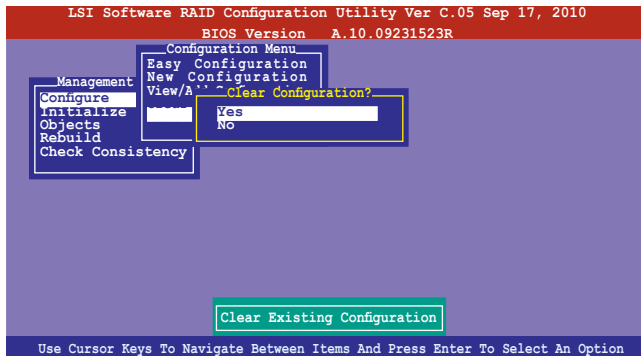 LSI Software RAID Configuration Utility Ver C.05 Sep 17, 2010
BIOS Version A.10.09231523R
Configuration Menu
Easy Configuration
New Configuration
View/A
Management
Configure
Initialize
Objects
Rebuild
Check Consistency
Clear Configuration?
Yes
No
Clear Existing Configuration
Use Cursor Keys To Navigate Between Items And Press Enter To Select An Option